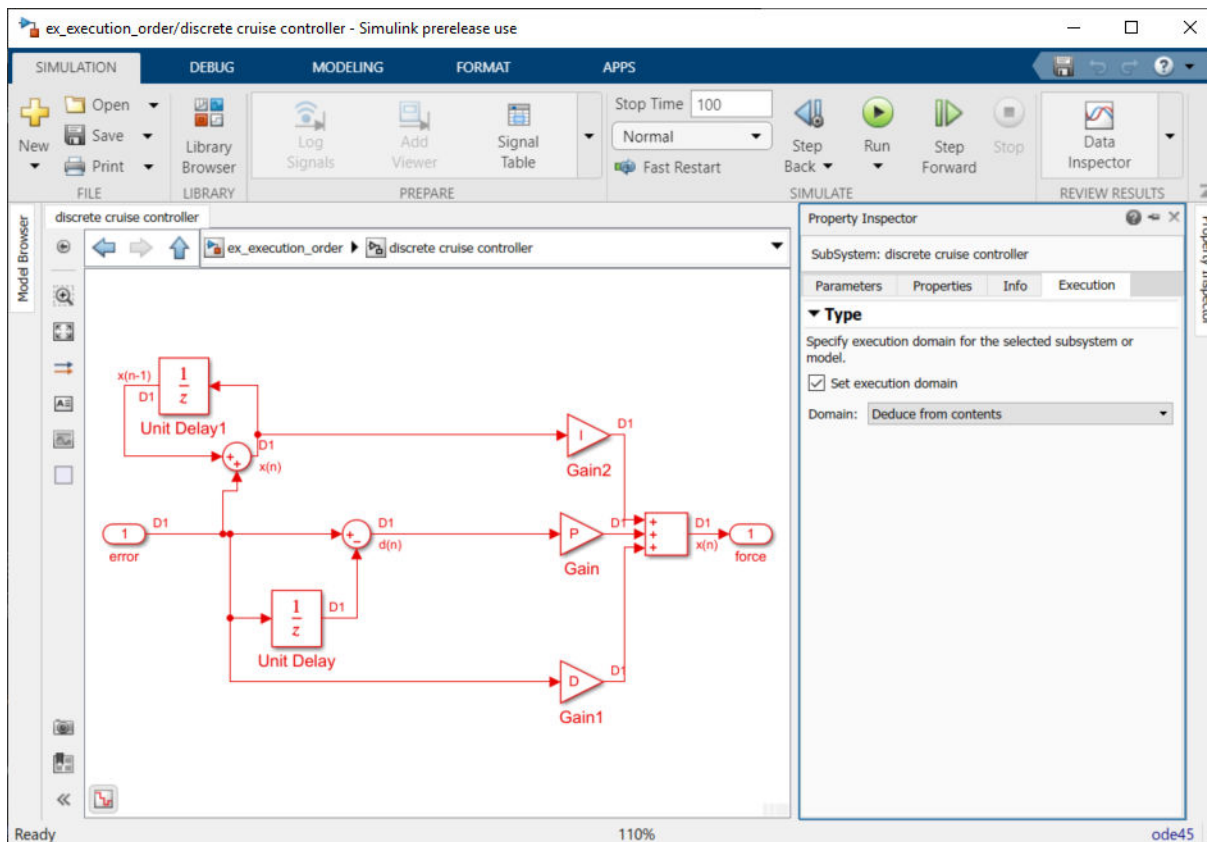 ex_execution_order/discrete cruise controller - Simulink prerelease use
SIMULATION DEBUG MODELING FORMAT APPS
New
Open
Save
Print
FILE
Library
Browser
LIBRARY
Log
Signals
Add
Viewer
Signal
Table
PREPARE
Stop Time 100
Normal
Fast Restart
Step
Back
Run
Step
Forward
Stop
SIMULATE
Data
Inspector
REVIEW RESULTS
Model Browser
discrete cruise controller
ex_execution_order discrete cruise controller
x(n-1)
D1
1
z
Unit Delay1
+
+
D1
x(n)
I
D1
Gain2
1
D1
error
+
-
D1
d(n)
P
D1
Gain
+
+
+
D1
x(n)
1
force
1
z
D1
Unit Delay
D
D1
Gain1
Property Inspector
SubSystem: discrete cruise controller
Parameters Properties Info Execution
Type
Specify execution domain for the selected subsystem or
model.
Set execution domain
Domain: Deduce from contents
Property Inspector
Ready 110% ode45